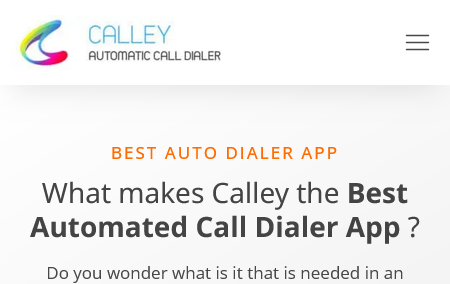 CALLEY
AUTOMATIC CALL DIALER
BEST AUTO DIALER APP
What makes Calley the Best
Automated Call Dialer App ?
Do you wonder what is it that is needed in an